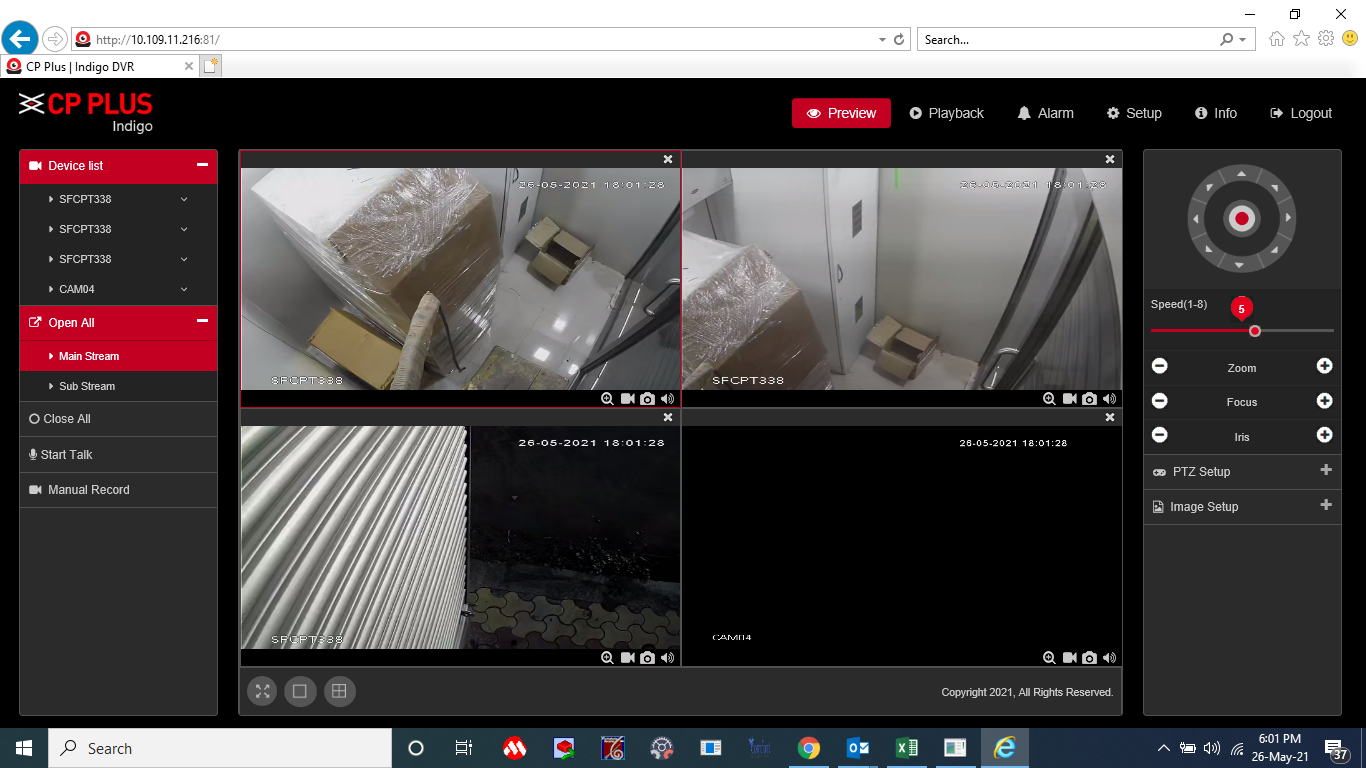 http://10.109.11.216:81/
Search...
CP Plus | Indigo DVR
CP PLUS
Indigo
Preview
Playback
Alarm
Setup
Info
Logout
Device list
SFCPT338
SFCPT338
SFCPT338
CAM04
Open All
Main Stream
Sub Stream
Close All
Start Talk
Manual Record
26-05-2021 18:01:28
SFCPT338
26-05-2021 18:01:28
SFCPT338
26-05-2021 18:01:28
SFCPT338
26-05-2021 18:01:28
CAM04
Copyright 2021, All Rights Reserved.
Speed(1-8)
5
Zoom
Focus
Iris
PTZ Setup
Image Setup
Search
6:01 PM
26-May-21
37